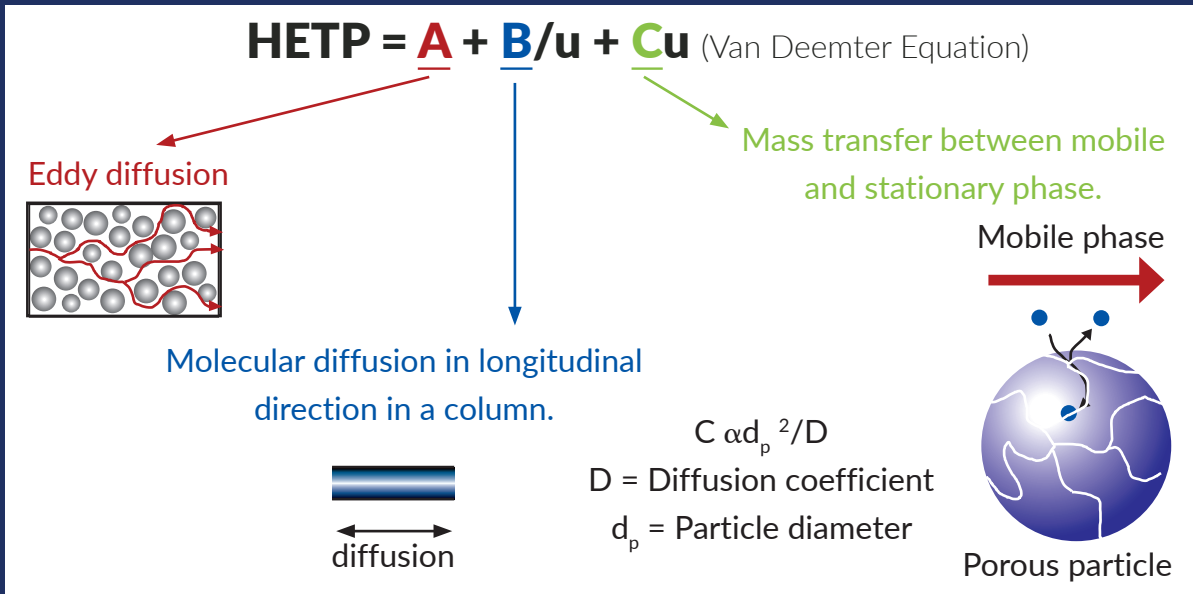 HETP = A + B/u + Cu (Van Deemter Equation)
Eddy diffusion
Mass transfer between mobile
and stationary phase.
Mobile phase
Molecular diffusion in longitudinal
direction in a column.
diffusion
C αdp ²/D
D = Diffusion coefficient
dp = Particle diameter
Porous particle